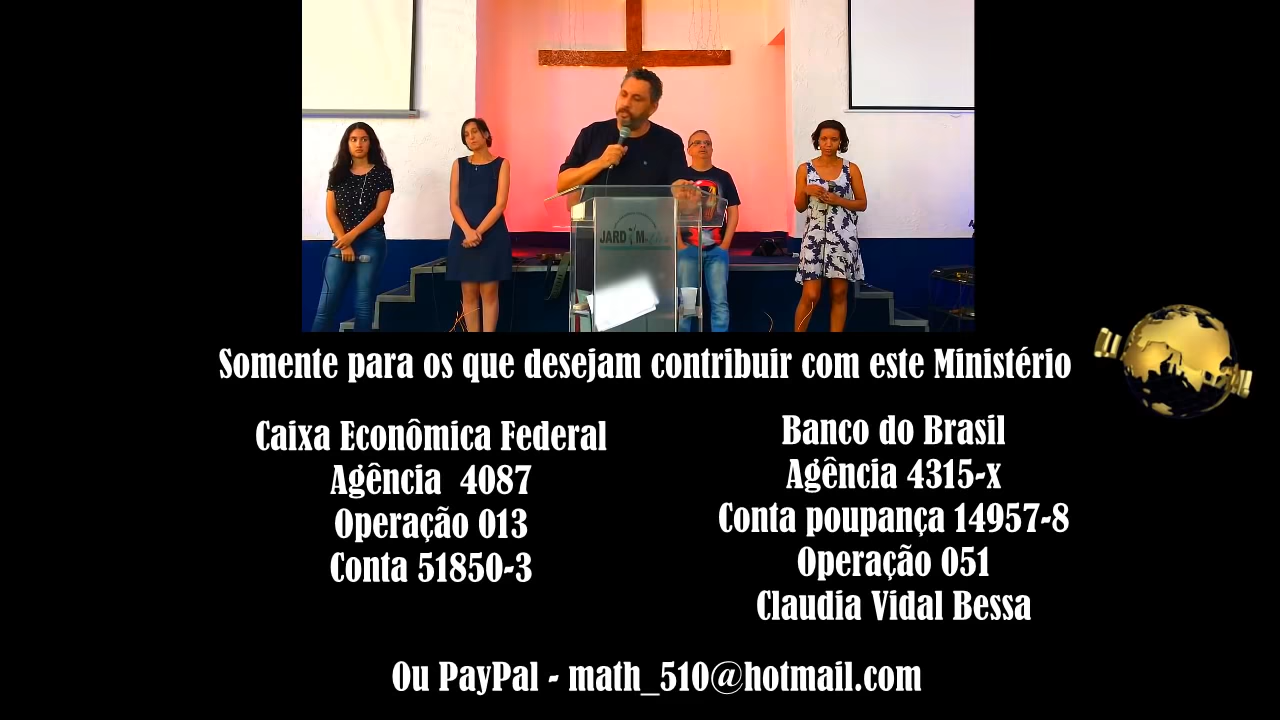 JARD M
Somente para os que desejam contribuir com este Ministério
Caixa Econômica Federal
Agência 4087
Operação 013
Conta 51850-3
Banco do Brasil
Agência 4315-x
Conta poupança 14957-8
Operação 051
Claudia Vidal Bessa
Ou PayPal - math_510@hotmail.com